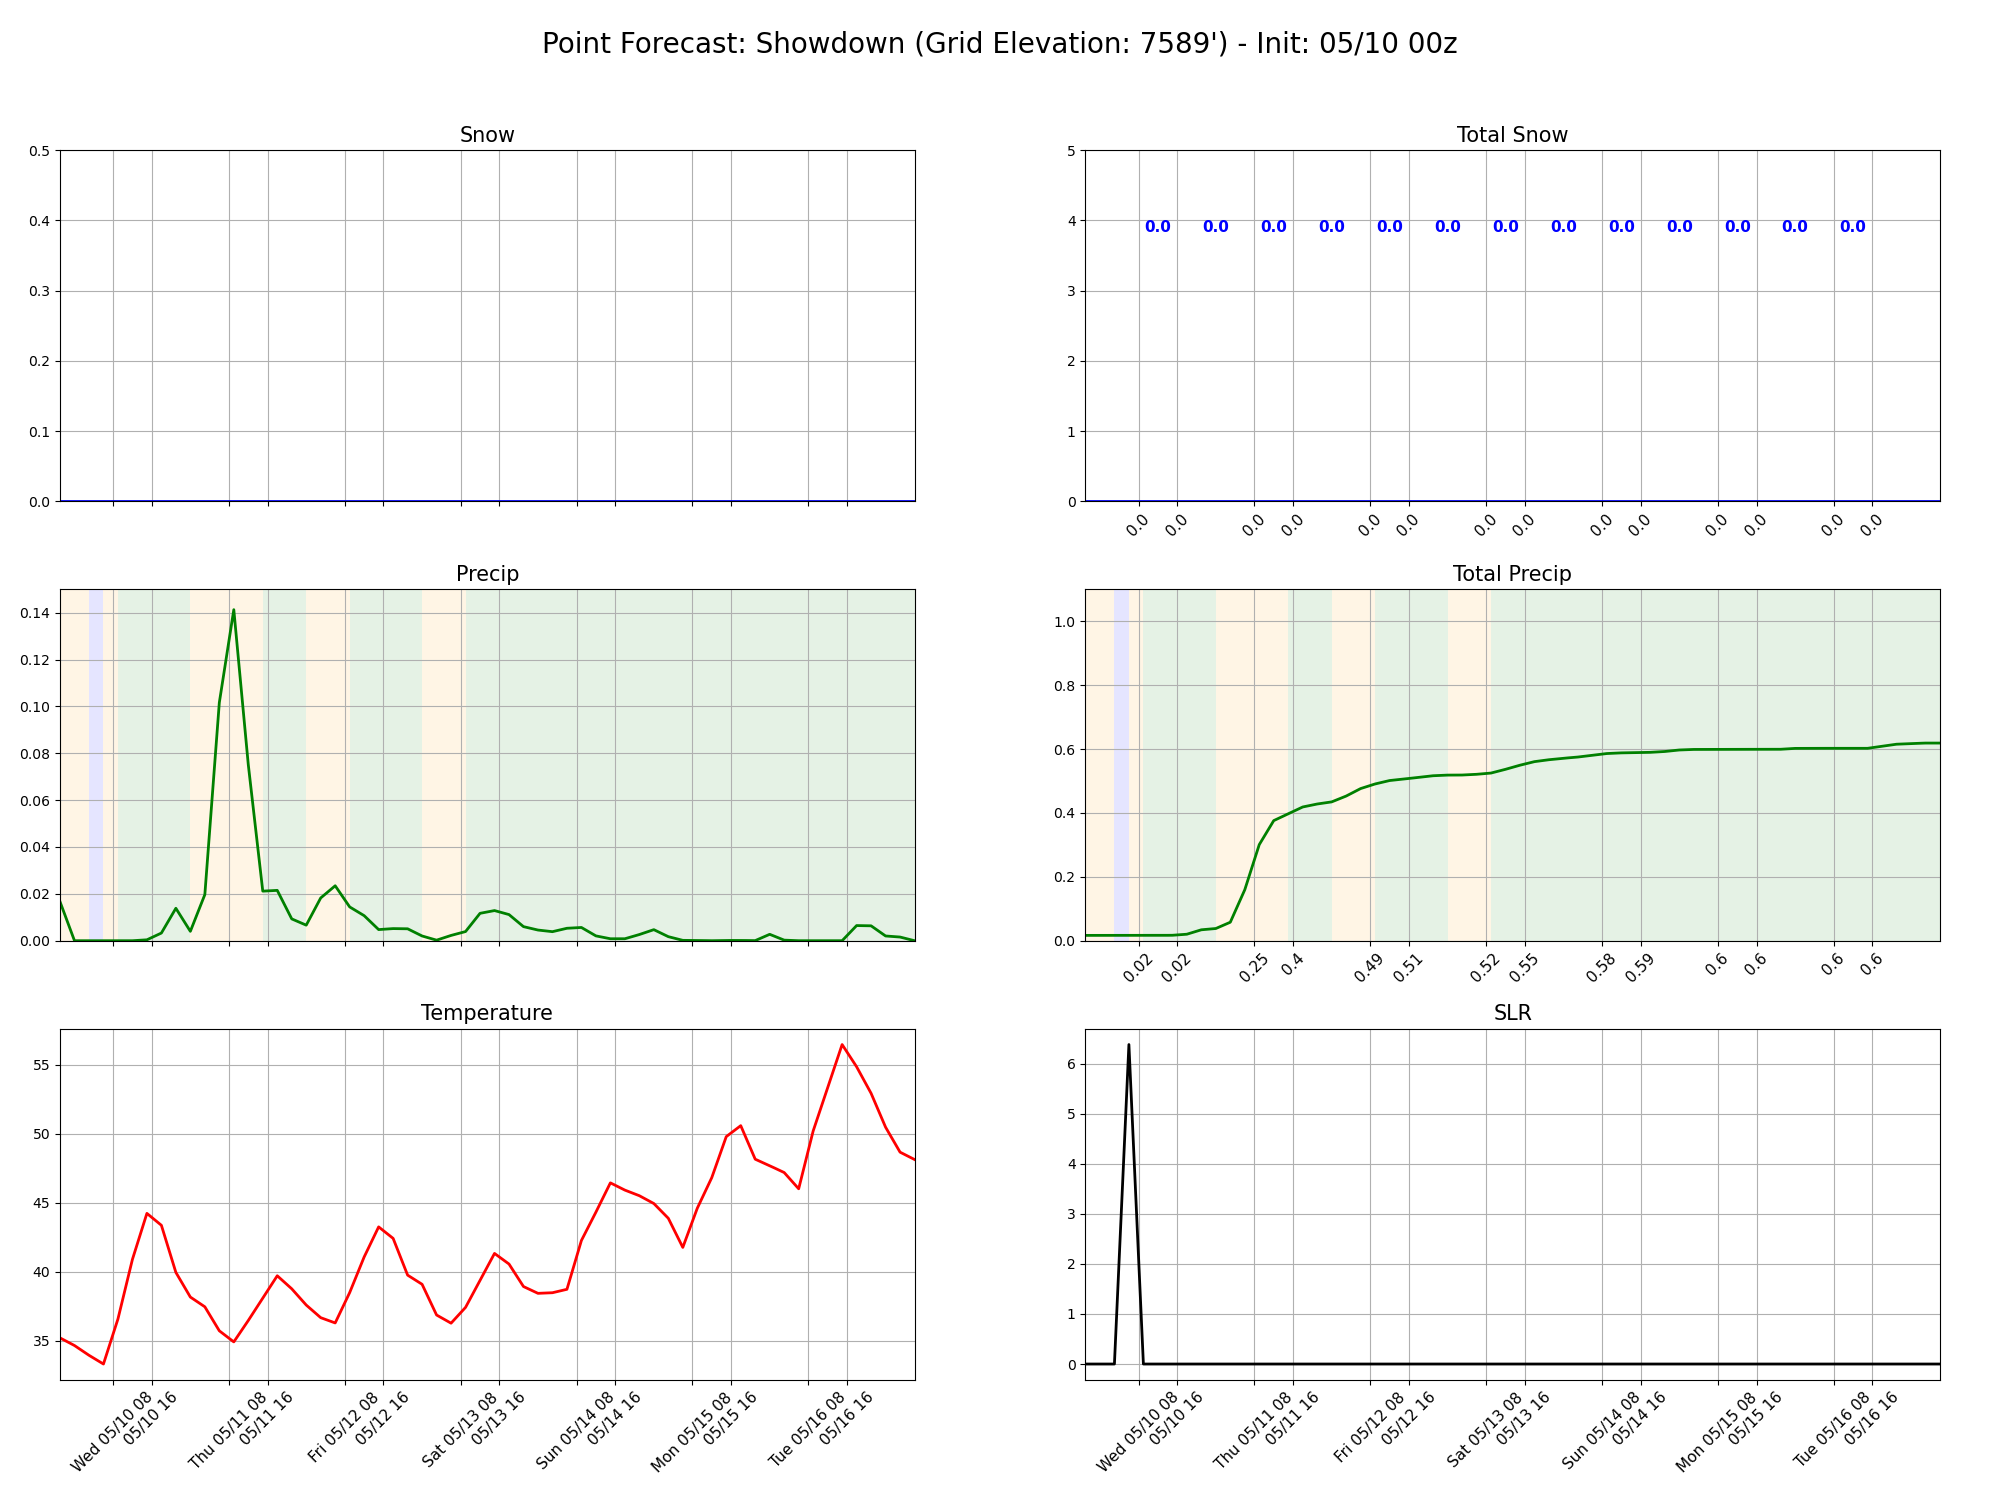 Point Forecast: Showdown (Grid Elevation: 7589') - Init: 05/10 00z
Snow
0.5
0.4
0.3
0.2
0.1
0.0
Total Snow
5
4
3
2
1
0
0.0 0.0 0.0 0.0 0.0 0.0 0.0 0.0 0.0 0.0 0.0 0.0 0.0
0.0 0.0 0.0 0.0 0.0 0.0 0.0 0.0 0.0 0.0 0.0 0.0 0.0 0.0
Precip
0.14
0.12
0.10
0.08
0.06
0.04
0.02
0.00
Total Precip
1.0
0.8
0.6
0.4
0.2
0.0
0.02 0.02 0.25 0.4 0.49 0.51 0.52 0.55 0.58 0.59 0.6 0.6 0.6 0.6
Temperature
55
50
45
40
35
Wed 05/10 08
05/10 16
Thu 05/11 08
05/11 16
Fri 05/12 08
05/12 16
Sat 05/13 08
05/13 16
Sun 05/14 08
05/14 16
Mon 05/15 08
05/15 16
Tue 05/16 08
05/16 16
SLR
6
5
4
3
2
1
0
Wed 05/10 08
05/10 16
Thu 05/11 08
05/11 16
Fri 05/12 08
05/12 16
Sat 05/13 08
05/13 16
Sun 05/14 08
05/14 16
Mon 05/15 08
05/15 16
Tue 05/16 08
05/16 16